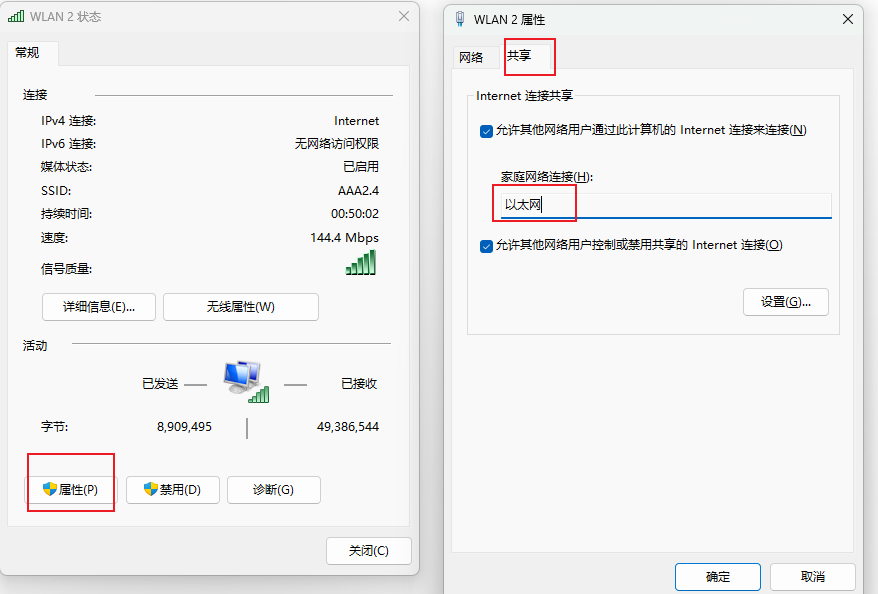 WLAN 2 状态
常规
连接
IPv4 连接: Internet
IPv6 连接: 无网络访问权限
媒体状态: 已启用
SSID: AAA2.4
持续时间: 00:50:02
速度: 144.4 Mbps
信号质量:
详细信息(E)... 无线属性(W)
活动
已发送 已接收
字节: 8,909,495 49,386,544
属性(P) 禁用(D) 诊断(G)
关闭(C)
WLAN 2 属性
网络 共享
Internet 连接共享
允许其他网络用户通过此计算机的 Internet 连接来连接(N)
家庭网络连接(H):
以太网
允许其他网络用户控制或禁用共享的 Internet 连接(O)
设置(G)...
确定 取消